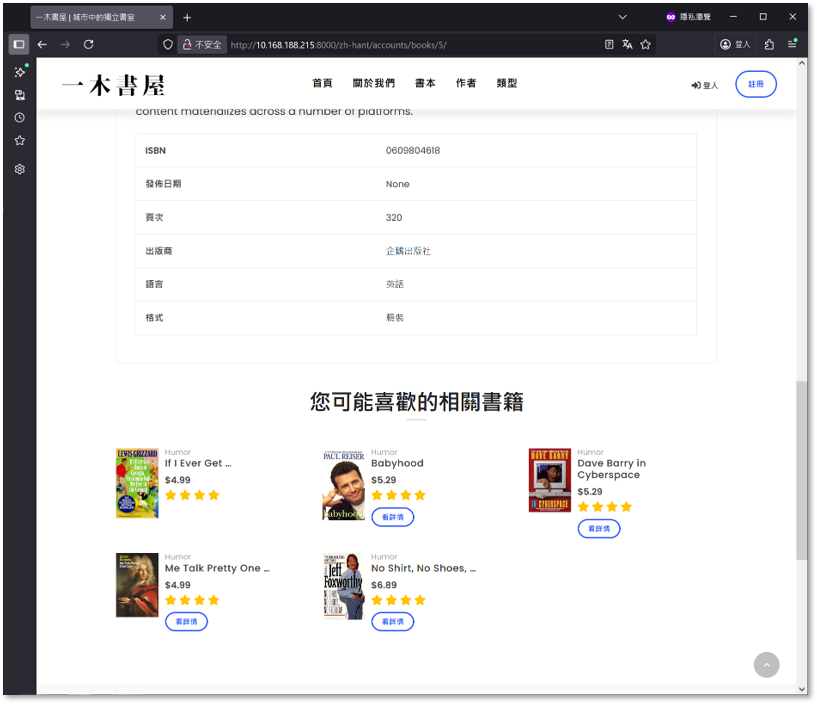 一木書屋 | 城市中的獨立書室
隱私瀏覽
不安全 http://10.168.188.215:8000/zh-hant/accounts/books/5/
登入
一木書屋
首頁 關於我們 書本 作者 類型
登入 註冊
content materializes across a number of platforms.
ISBN 0609804618
發佈日期 None
頁次 320
出版商 企鵝出版社
語言 英語
格式 精裝
您可能喜歡的相關書籍
LEWIS GRIZZARD
Humor
If I Ever Get ...
$4.99
PAUL REISER
Babyhood
Humor
Babyhood
$5.29
看詳情
DAVE BARRY
IN CYBERSPACE
Humor
Dave Barry in
Cyberspace
$5.29
看詳情
Humor
Me Talk Pretty One ...
$4.99
看詳情
Jeff
Foxworthy
Humor
No Shirt, No Shoes, ...
$6.89
看詳情